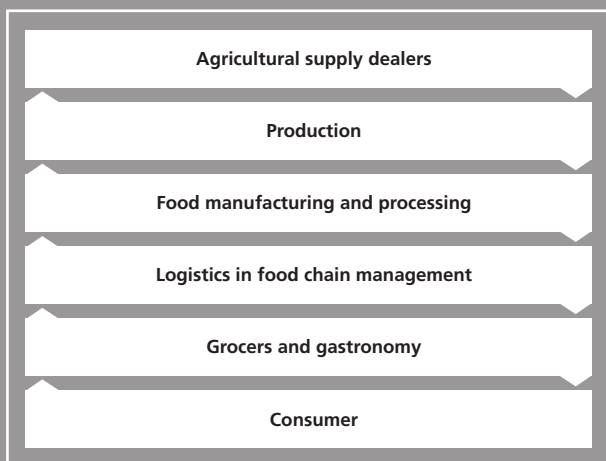 Agricultural supply dealers
Production
Food manufacturing and processing
Logistics in food chain management
Grocers and gastronomy
Consumer